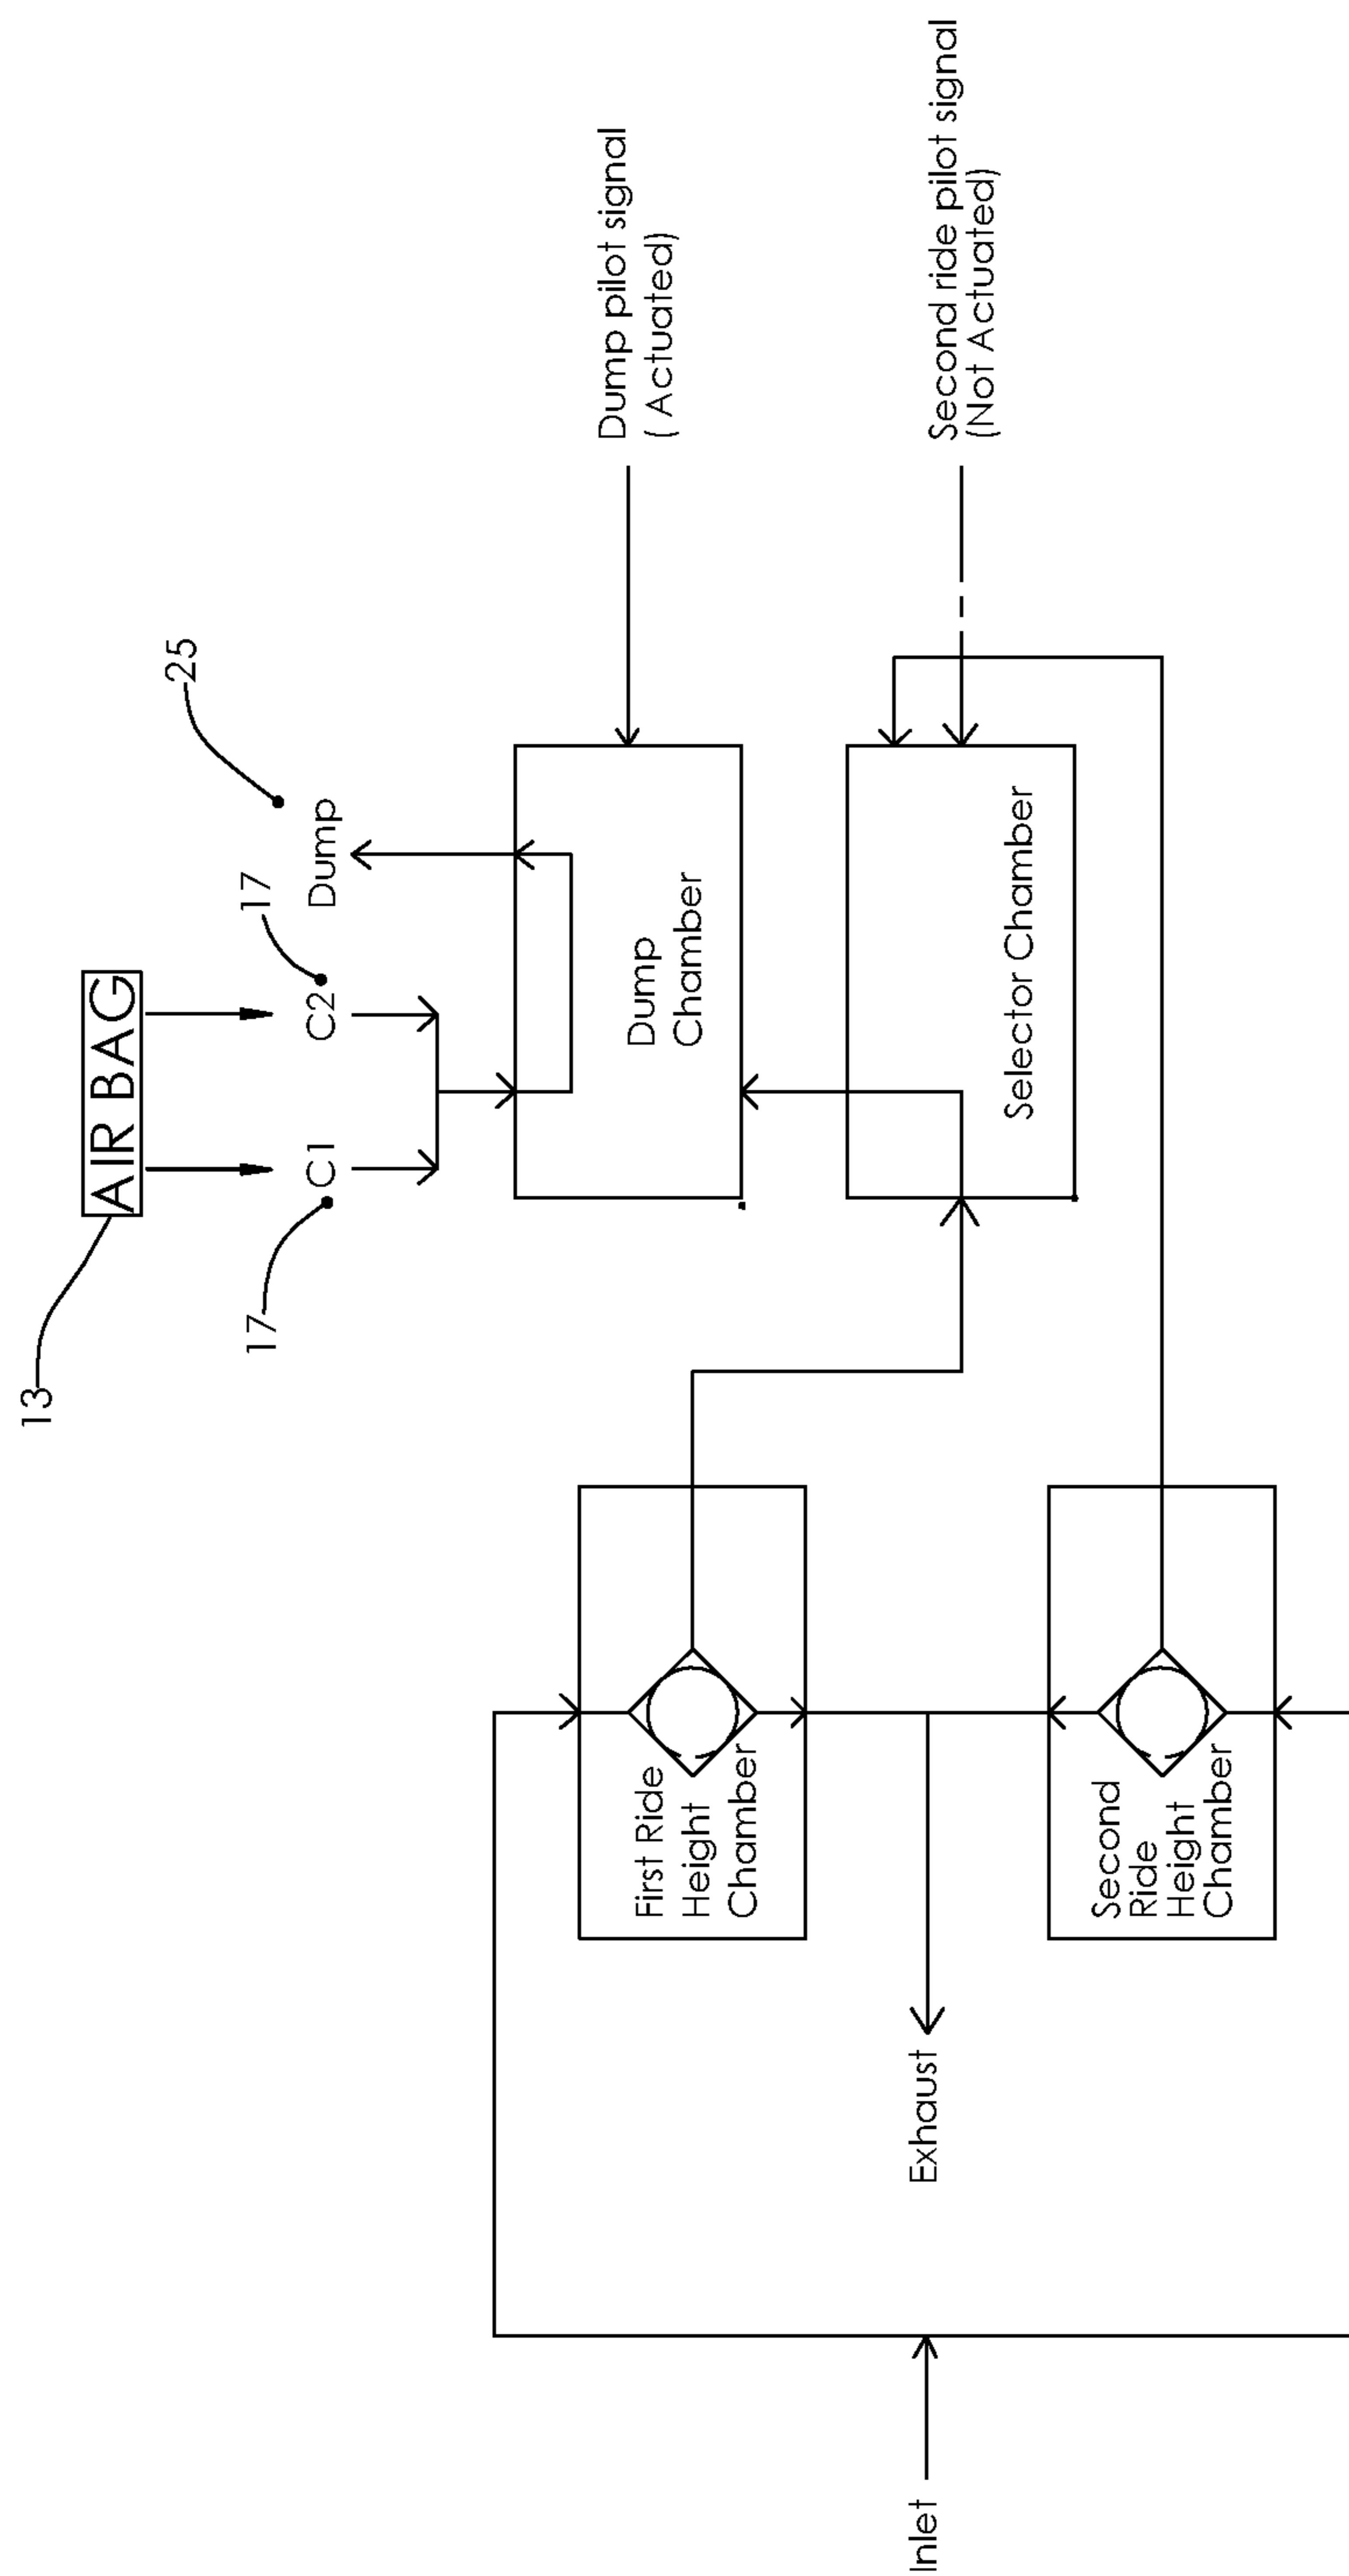 13
AIR BAG
17
C1
17
C2
25
Dump
Dump pilot signal
( Actuated)
Dump
Chamber
Second ride pilot signal
(Not Actuated)
Selector Chamber
First Ride
Height
Chamber
Exhaust
Inlet
Second
Ride
Height
Chamber